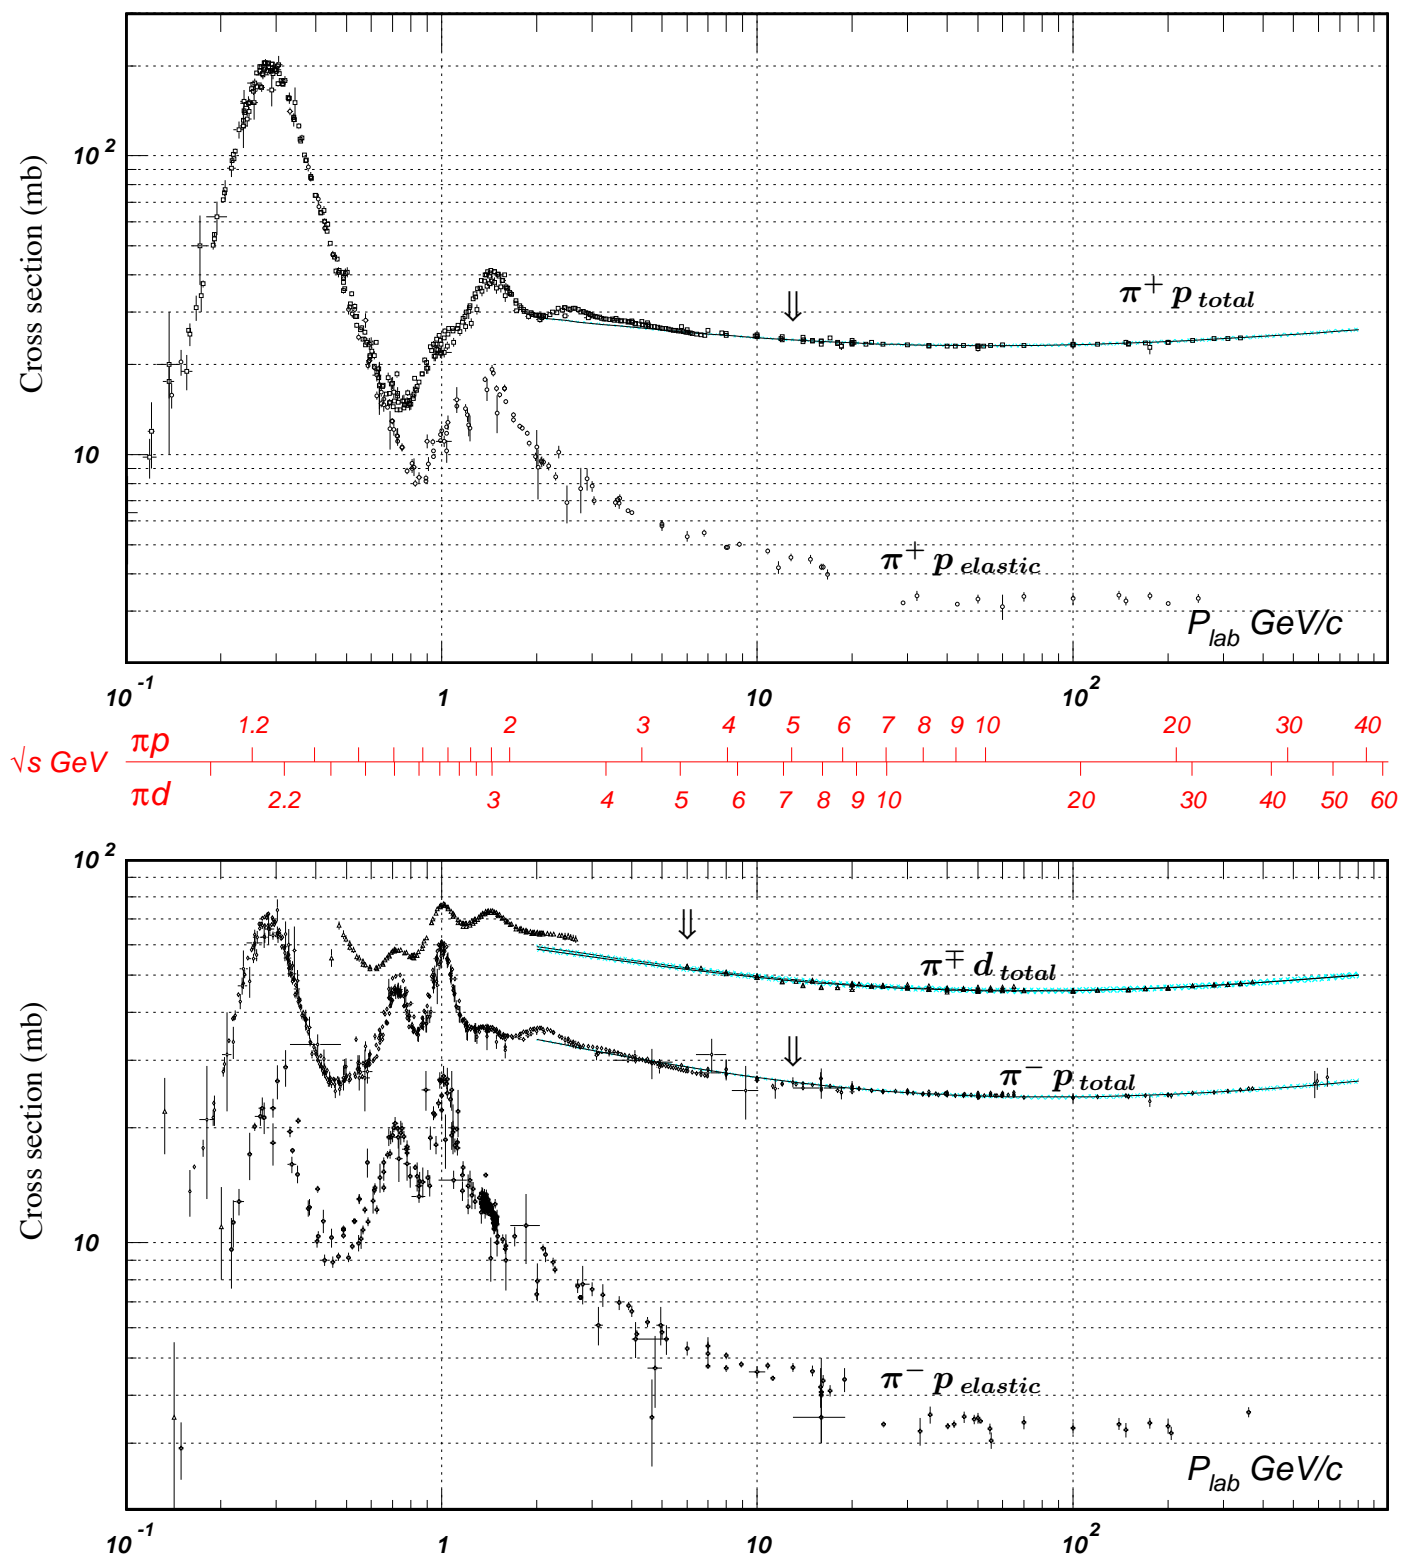 Cross section (mb)
10²
10
π⁺ p total
⇓
π⁺ p elastic
P_lab GeV/c
10⁻¹ 1 10 10²
√s GeV
πp 1.2 2 3 4 5 6 7 8 9 10 20 30 40
πd 2.2 3 4 5 6 7 8 9 10 20 30 40 50 60
Cross section (mb)
10²
⇓
π∓ d total
⇓
π⁻ p total
10
π⁻ p elastic
P_lab GeV/c
10⁻¹ 1 10 10²